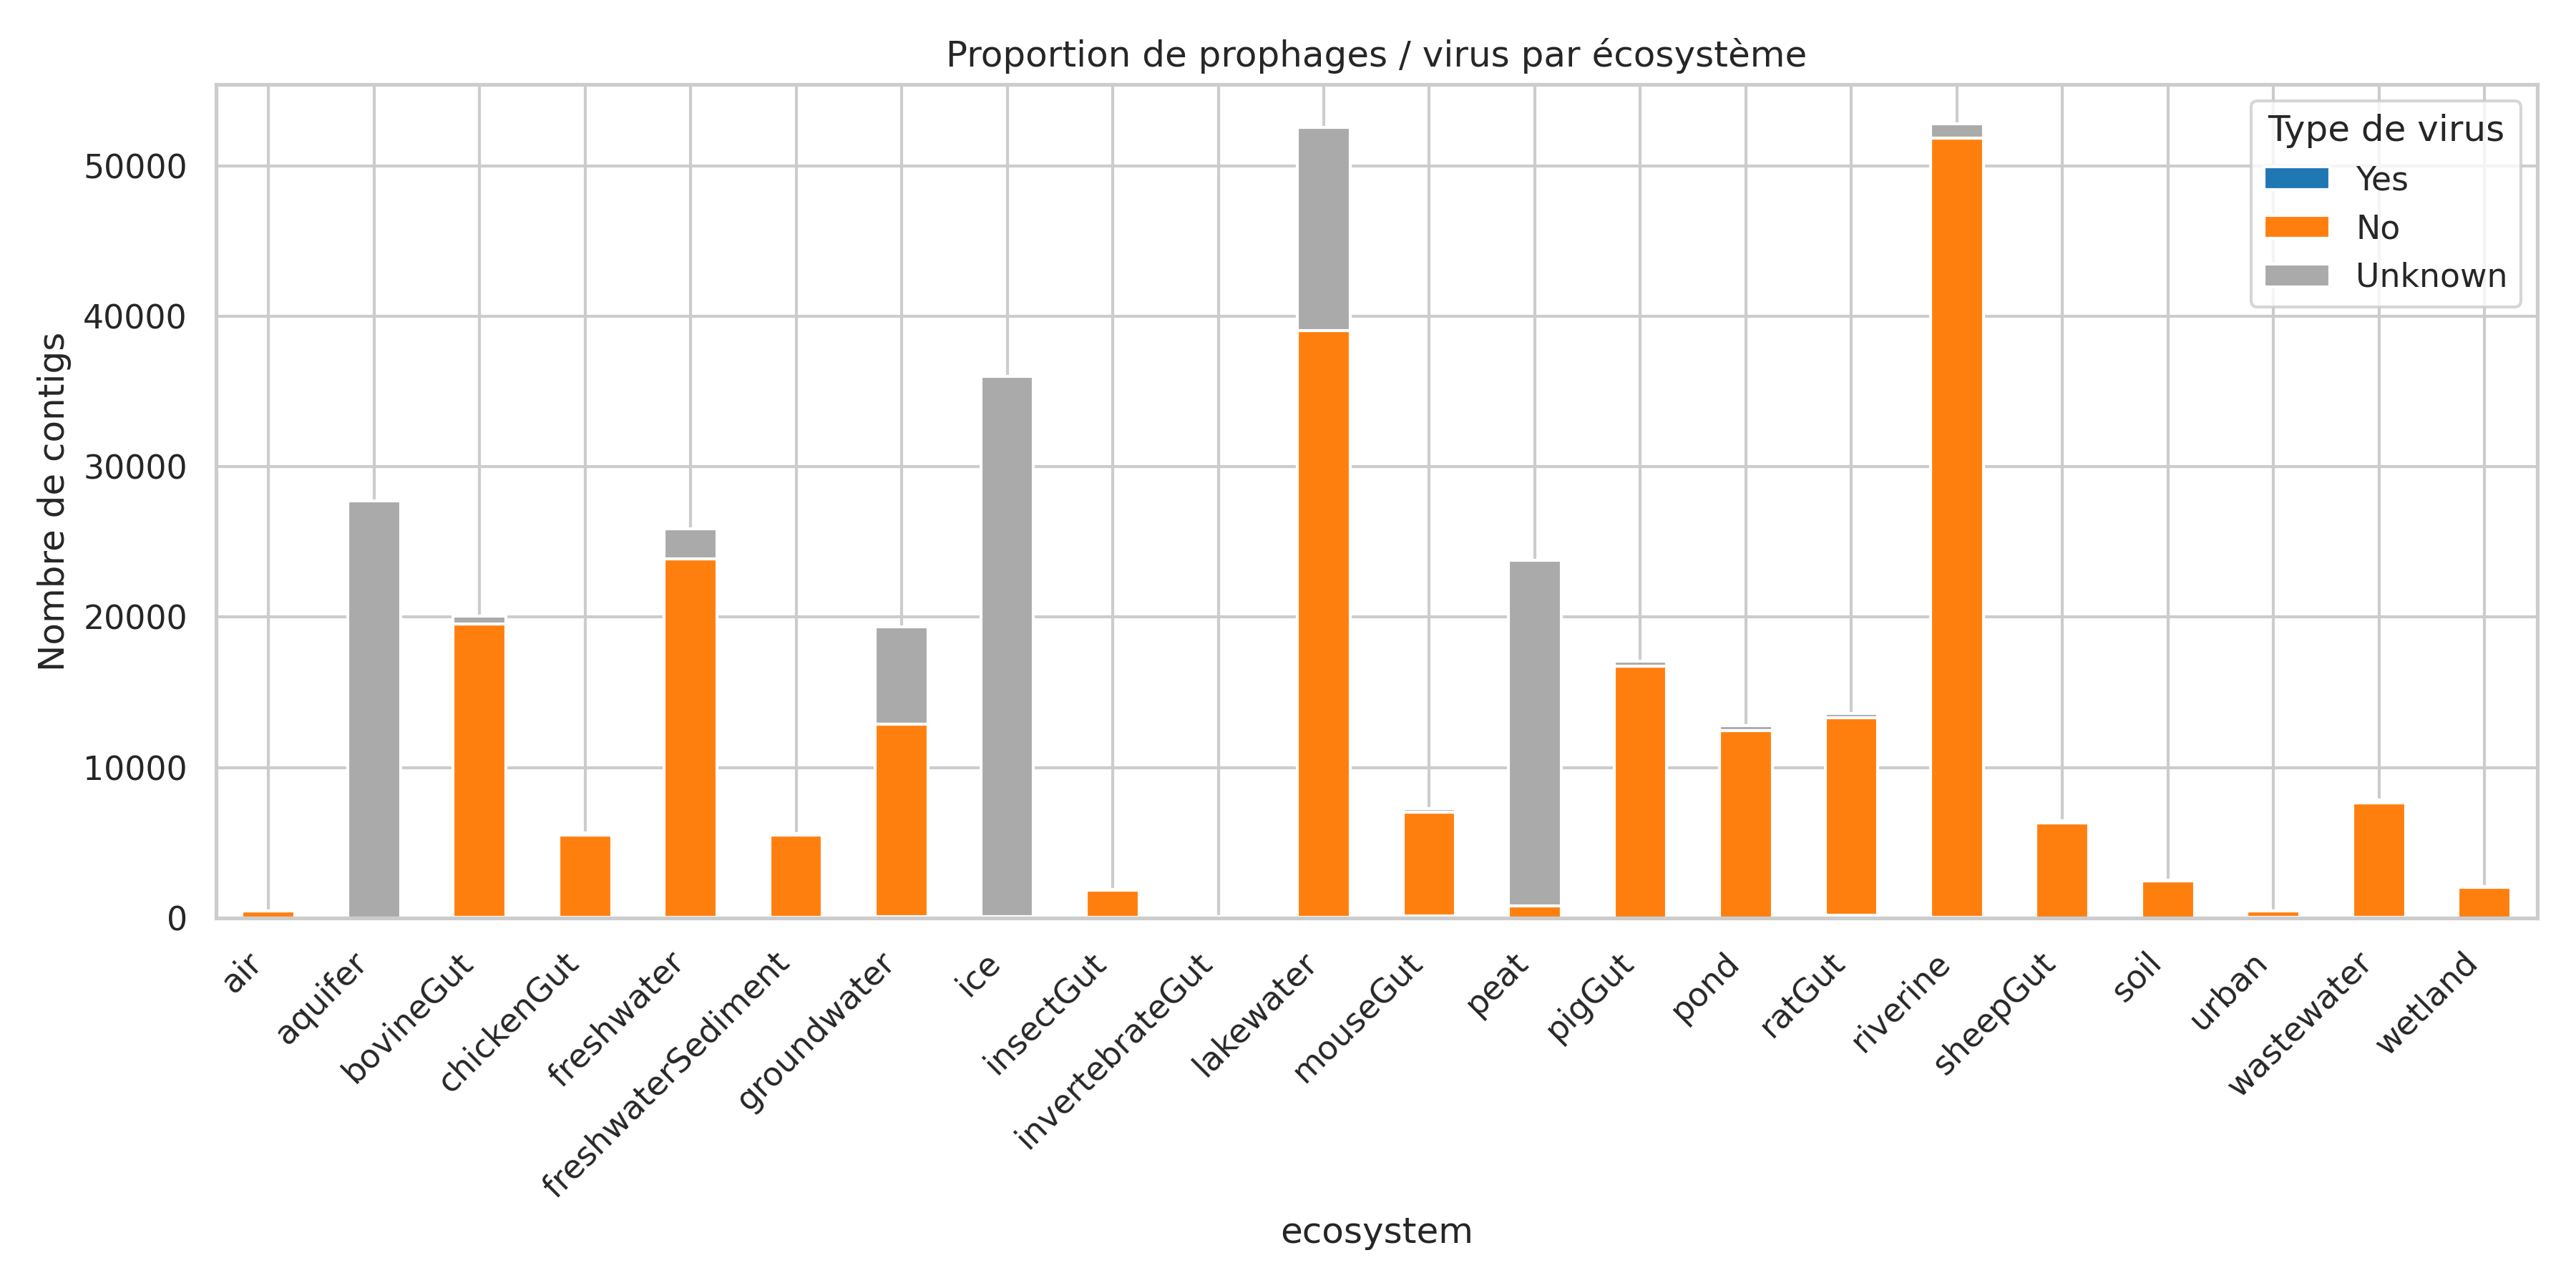 Proportion de prophages / virus par écosystème
Type de virus
Yes
No
Unknown
Nombre de contigs
50000
40000
30000
20000
10000
0
air
aquifer
bovineGut
chickenGut
freshwater
freshwaterSediment
groundwater
ice
insectGut
invertebrateGut
lakewater
mouseGut
peat
pigGut
pond
ratGut
riverine
sheepGut
soil
urban
wastewater
wetland
ecosystem